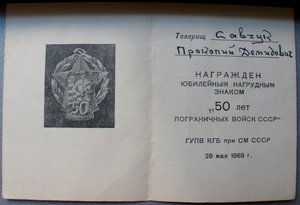 50
Товарищ Савчук
Прокопий Демидович
НАГРАЖДЕН
ЮБИЛЕЙНЫМ НАГРУДНЫМ
ЗНАКОМ
„50 лет
ПОГРАНИЧНЫХ ВОЙСК СССР"
ГУПВ КГБ при СМ СССР
28 мая 1968 г.